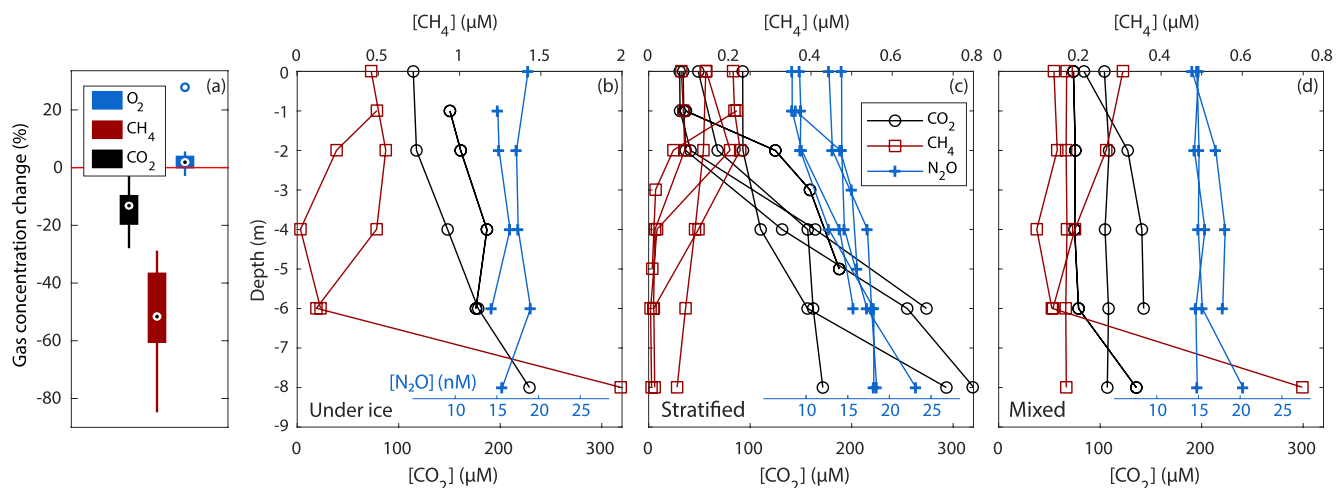 [CH₄] (µM)
[CH₄] (µM)
[CH₄] (µM)
0 0.5 1 1.5 2
0 0.2 0.4 0.6 0.8
0.2 0.4 0.6 0.8
(a)
(b)
(c)
(d)
O₂
CH₄
CO₂
Gas concentration change (%)
20
0
-20
-40
-60
-80
Depth (m)
0
-1
-2
-3
-4
-5
-6
-7
-8
-9
CO₂
CH₄
N₂O
[N₂O] (nM)
10 15 20 25
10 15 20 25
10 15 20 25
Under ice
Stratified
Mixed
0 100 200 300
0 100 200 300
100 200 300
[CO₂] (µM)
[CO₂] (µM)
[CO₂] (µM)